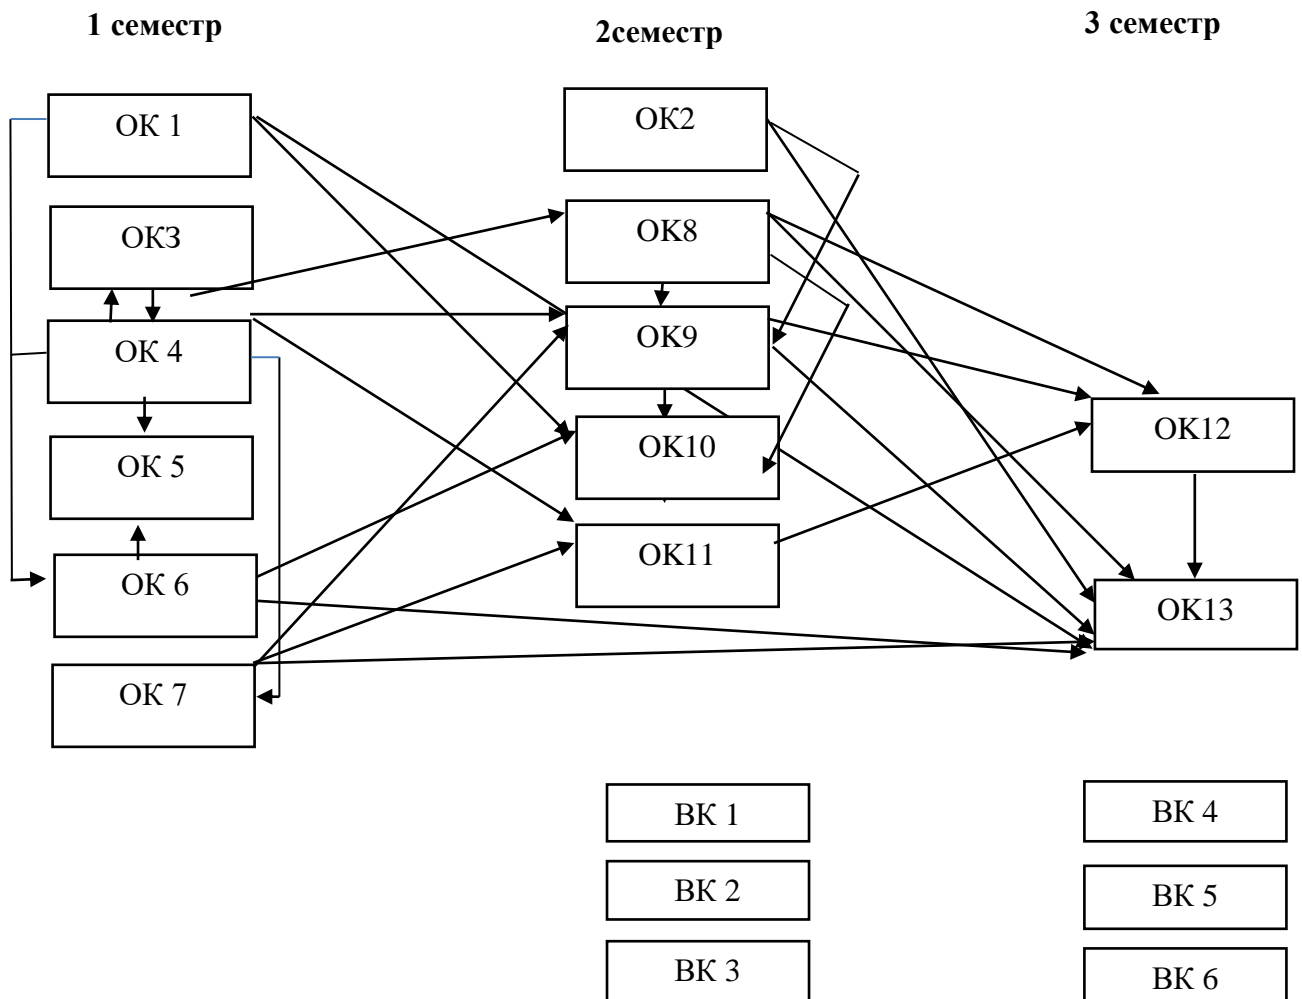 1 семестр
2семестр
3 семестр
ОК 1
ОК2
ОК3
ОК8
ОК 4
ОК9
ОК 5
ОК10
ОК12
ОК 6
ОК11
ОК13
ОК 7
ВК 1
ВК 4
ВК 2
ВК 5
ВК 3
ВК 6